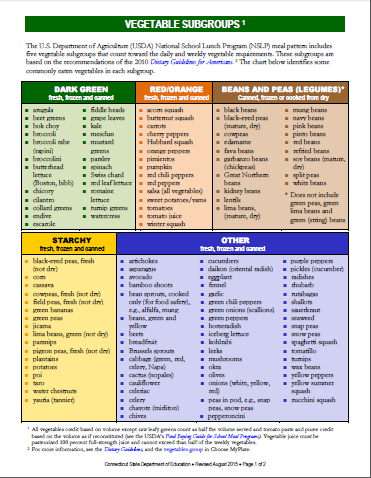 VEGETABLE SUBGROUPS ¹
The U.S. Department of Agriculture (USDA) National School Lunch Program (NSLP) meal pattern includes
five vegetable subgroups that count toward the daily and weekly vegetable requirements. These subgroups are
based on the recommendations of the 2010 Dietary Guidelines for Americans. ² The chart below identifies some
commonly eaten vegetables in each subgroup.
DARK GREEN
fresh, frozen and canned
arugula
beet greens
bok choy
broccoli
broccoli rabe
(rapini)
broccolini
butterhead
lettuce
(Boston, bibb)
chicory
cilantro
collard greens
endive
escarole
fiddle heads
grape leaves
kale
mesclun
mustard
greens
parsley
spinach
Swiss chard
red leaf lettuce
romaine
lettuce
turnip greens
watercress
RED/ORANGE
fresh, frozen and canned
acorn squash
butternut squash
carrots
cherry peppers
Hubbard squash
orange peppers
pimientos
pumpkin
red chili peppers
red peppers
salsa (all vegetables)
sweet potatoes/yams
tomatoes
tomato juice
winter squash
BEANS AND PEAS (LEGUMES)*
Canned, frozen or cooked from dry
black beans
black-eyed peas
(mature, dry)
cowpeas
edamame
fava beans
garbanzo beans
(chickpeas)
Great Northern
beans
kidney beans
lentils
lima beans,
(mature, dry)
mung beans
navy beans
pink beans
pinto beans
red beans
refried beans
soy beans (mature,
dry)
split peas
white beans
* Does not include
green peas, green
lima beans and
green (string) beans
STARCHY
fresh, frozen and canned
black-eyed peas, fresh
(not dry)
corn
cassava
cowpeas, fresh (not dry)
field peas, fresh (not dry)
green bananas
green peas
jicama
lima beans, green (not dry)
parsnips
pigeon peas, fresh (not dry)
plantains
potatoes
poi
taro
water chestnuts
yautia (tannier)
OTHER
fresh, frozen and canned
artichokes
asparagus
avocado
bamboo shoots
bean sprouts, cooked
only (for food safety),
e.g., alfalfa, mung
beans, green and
yellow
beets
breadfruit
Brussels sprouts
cabbage (green, red,
celery, Napa)
cactus (nopales)
cauliflower
celeriac
celery
chayote (mirliton)
chives
cucumbers
daikon (oriental radish)
eggplant
fennel
garlic
green chili peppers
green onions (scallions)
green peppers
horseradish
iceberg lettuce
kohlrabi
leeks
mushrooms
okra
olives
onions (white, yellow,
red)
peas in pod, e.g., snap
peas, snow peas
pepperoncini
purple peppers
pickles (cucumber)
radishes
rhubarb
rutabagas
shallots
sauerkraut
seaweed
snap peas
snow peas
spaghetti squash
tomatillo
turnips
wax beans
yellow peppers
yellow summer
squash
zucchini squash
¹ All vegetables credit based on volume except raw leafy greens count as half the volume served and tomato paste and puree credit
based on the volume as if reconstituted (see the USDA's Food Buying Guide for School Meal Programs). Vegetable juice must be
pasteurized 100 percent full-strength juice and cannot exceed than half of the weekly vegetables.
² For more information, see the Dietary Guidelines, and the vegetables group in Choose MyPlate.
Connecticut State Department of Education • Revised August 2015 • Page 1 of 2